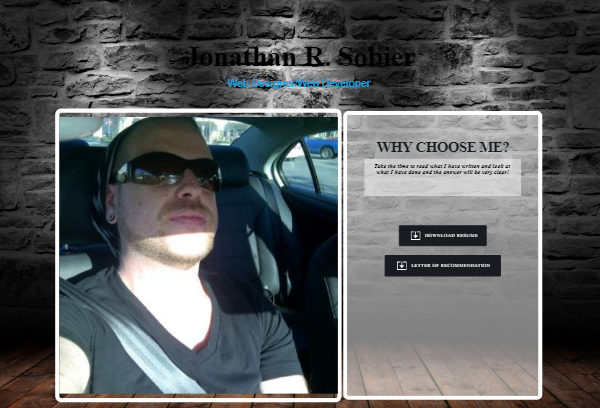 Jonathan R. Sobier
Web Designer/Web Developer
WHY CHOOSE ME?
Take the time to read what I have written and look at
what I have done and the answer will be very clear!
DOWNLOAD RESUME
LETTER OF RECOMMENDATION